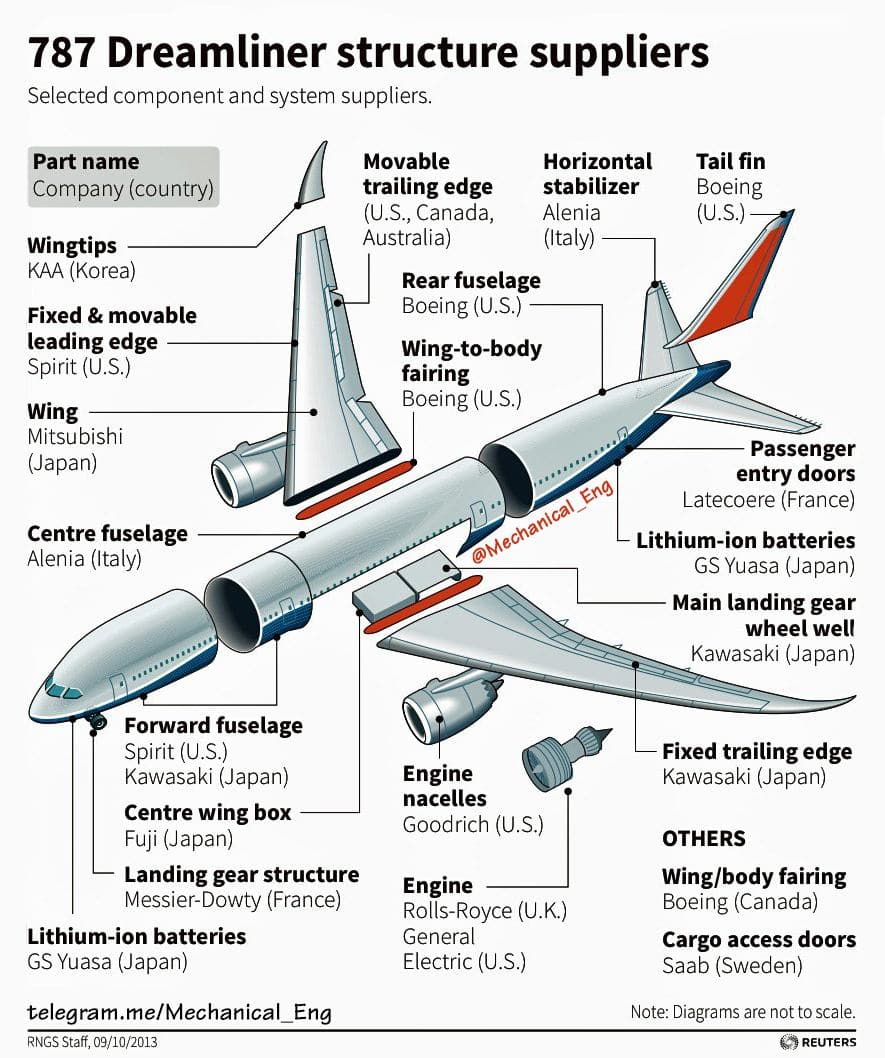 787 Dreamliner structure suppliers
Selected component and system suppliers.
Part name
Company (country)
Wingtips
KAA (Korea)
Fixed & movable
leading edge
Spirit (U.S.)
Wing
Mitsubishi
(Japan)
Centre fuselage
Alenia (Italy)
Movable
trailing edge
(U.S., Canada,
Australia)
Horizontal
stabilizer
Alenia
(Italy)
Tail fin
Boeing
(U.S.)
Rear fuselage
Boeing (U.S.)
Wing-to-body
fairing
Boeing (U.S.)
Passenger
entry doors
Latecoere (France)
@Mechanical_Eng
Lithium-ion batteries
GS Yuasa (Japan)
Main landing gear
wheel well
Kawasaki (Japan)
Forward fuselage
Spirit (U.S.)
Kawasaki (Japan)
Centre wing box
Fuji (Japan)
Landing gear structure
Messier-Dowty (France)
Lithium-ion batteries
GS Yuasa (Japan)
Engine
nacelles
Goodrich (U.S.)
Engine
Rolls-Royce (U.K.)
General
Electric (U.S.)
Fixed trailing edge
Kawasaki (Japan)
OTHERS
Wing/body fairing
Boeing (Canada)
Cargo access doors
Saab (Sweden)
telegram.me/Mechanical_Eng
Note: Diagrams are not to scale.
RNGS Staff, 09/10/2013
REUTERS